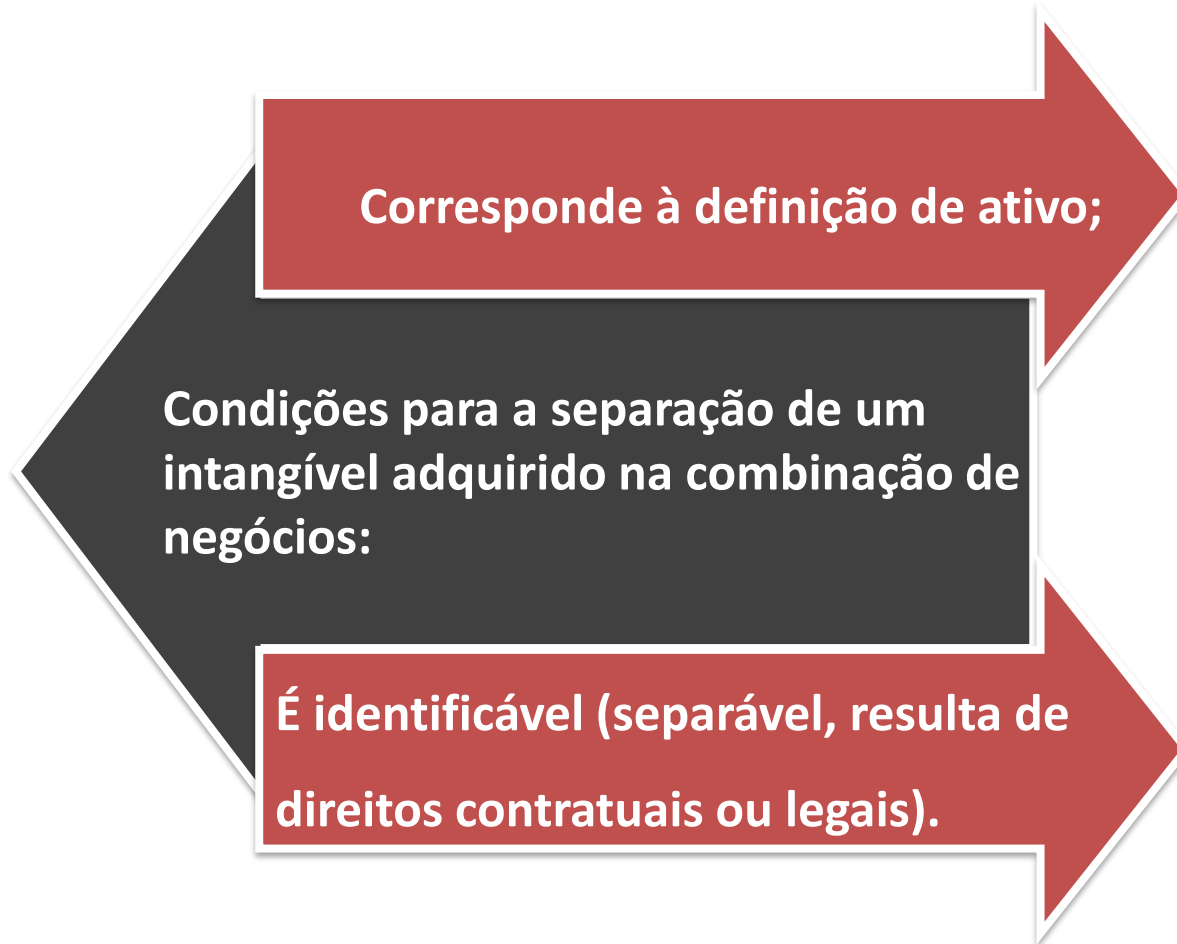 Corresponde à definição de ativo;
Condições para a separação de um
intangível adquirido na combinação de
negócios:
É identificável (separável, resulta de
direitos contratuais ou legais).